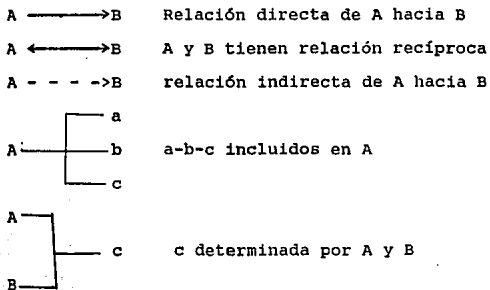 A ———>B Relación directa de A hacia B
A <———>B A y B tienen relación recíproca
A - - - ->B relación indirecta de A hacia B
a
A b a-b-c incluidos en A
c
A
c c determinada por A y B
B